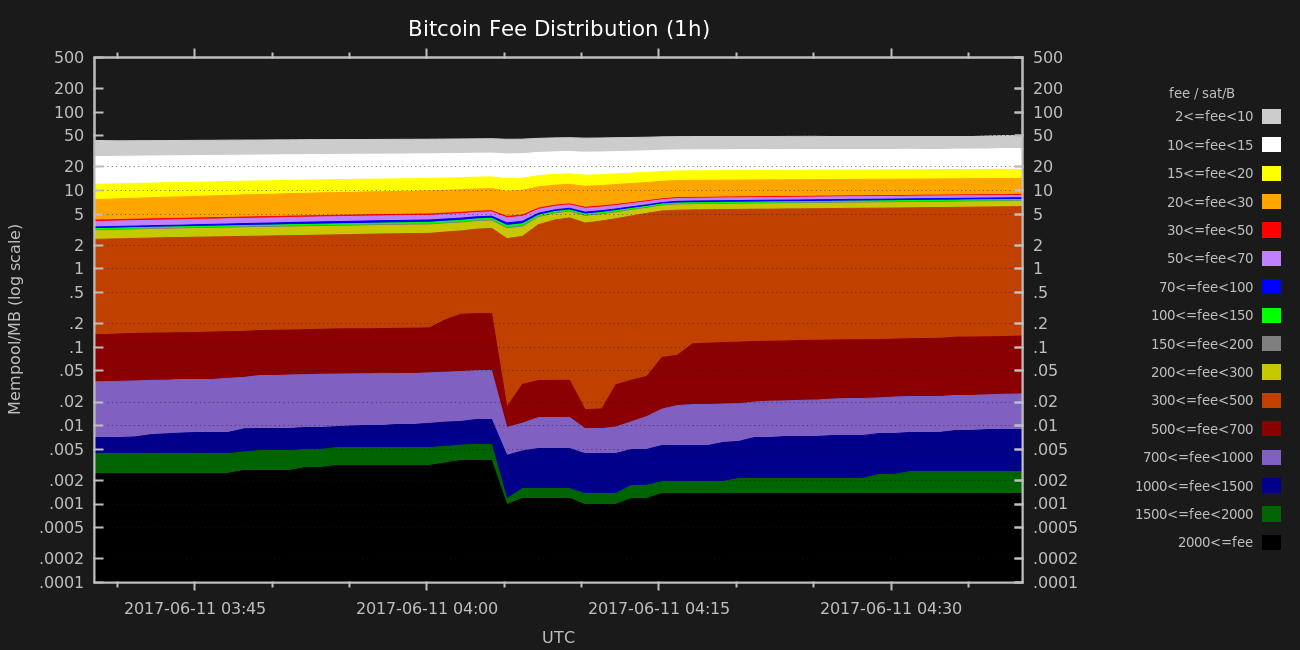 Bitcoin Fee Distribution (1h)
500
200
100
50
20
10
5
2
1
.5
.2
.1
.05
.02
.01
.005
.002
.001
.0005
.0002
.0001
Mempool/MB (log scale)
500
200
100
50
20
10
5
2
1
.5
.2
.1
.05
.02
.01
.005
.002
.001
.0005
.0002
.0001
2017-06-11 03:45
2017-06-11 04:00
2017-06-11 04:15
2017-06-11 04:30
UTC
fee / sat/B
2<=fee<10
10<=fee<15
15<=fee<20
20<=fee<30
30<=fee<50
50<=fee<70
70<=fee<100
100<=fee<150
150<=fee<200
200<=fee<300
300<=fee<500
500<=fee<700
700<=fee<1000
1000<=fee<1500
1500<=fee<2000
2000<=fee